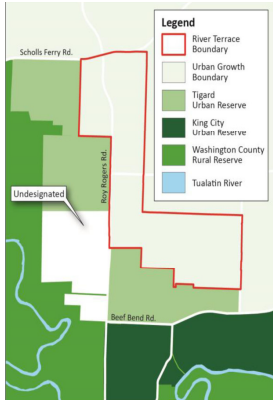 Legend
River Terrace
Boundary
Urban Growth
Boundary
Tigard
Urban Reserve
King City
Urban Reserve
Washington County
Rural Reserve
Tualatin River
Scholls Ferry Rd.
Roy Rogers Rd.
Undesignated
Beef Bend Rd.